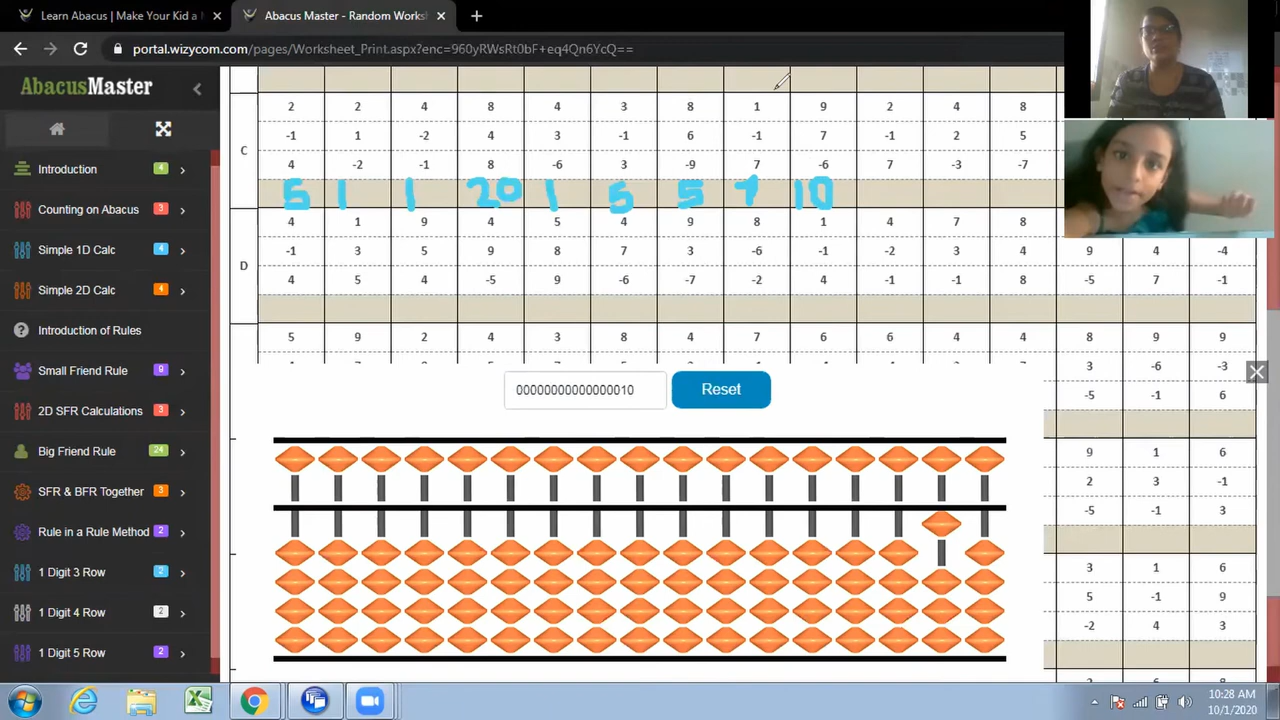 Learn Abacus | Make Your Kid a
Abacus Master - Random Works
portal.wizycom.com/pages/Worksheet_Print.aspx?enc=960yRWsRt0bF+eq4Qn6YcQ==
AbacusMaster
Introduction 4
Counting on Abacus 3
Simple 1D Calc 4
Simple 2D Calc 4
Introduction of Rules
Small Friend Rule 9
2D SFR Calculations 3
Big Friend Rule 24
SFR & BFR Together 3
Rule in a Rule Method 2
1 Digit 3 Row 2
1 Digit 4 Row 2
1 Digit 5 Row 2
2 2 4 8 4 3 8 1 9 2 4 8
C -1 1 -2 4 3 -1 6 -1 7 -1 2 5
4 -2 -1 8 -6 3 -9 7 -6 7 -3 -7
5 1 1 20 1 5 5 7 10
4 1 9 4 5 4 9 8 1 4 7 8
D -1 3 5 9 8 7 3 -6 -1 -2 3 4 9 4 -4
4 5 4 -5 9 -6 -7 -2 4 -1 -1 8 -5 7 -1
5 9 2 4 3 8 4 7 6 6 4 4 8 9 9
3 -6 -3
-5 -1 6
00000000000000010
Reset
9 1 6
2 3 -1
-5 -1 3
3 1 6
5 -1 9
-2 4 3
10:28 AM
10/1/2020